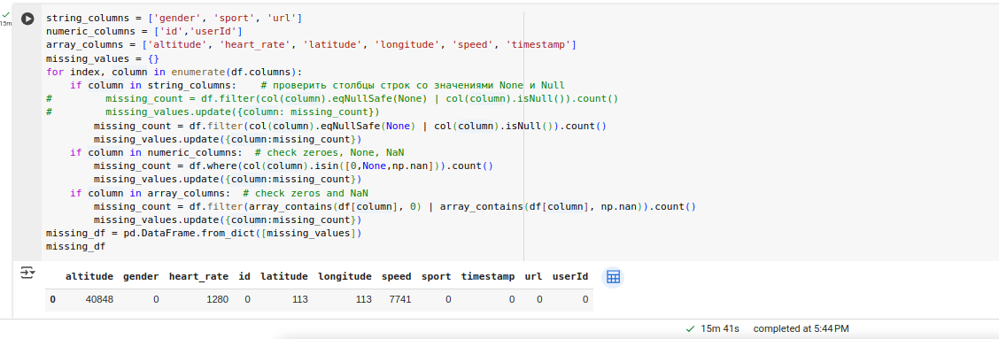 string_columns = ['gender', 'sport', 'url']
15m
numeric_columns = ['id','userId']
array_columns = ['altitude', 'heart_rate', 'latitude', 'longitude', 'speed', 'timestamp']
missing_values = {}
for index, column in enumerate(df.columns):
    if column in string_columns:    # проверить столбцы строк со значениями None и Null
#         missing_count = df.filter(col(column).eqNullSafe(None) | col(column).isNull()).count()
#         missing_values.update({column: missing_count})
        missing_count = df.filter(col(column).eqNullSafe(None) | col(column).isNull()).count()
        missing_values.update({column:missing_count})
    if column in numeric_columns:  # check zeroes, None, NaN
        missing_count = df.where(col(column).isin([0,None,np.nan])).count()
        missing_values.update({column:missing_count})
    if column in array_columns:  # check zeros and NaN
        missing_count = df.filter(array_contains(df[column], 0) | array_contains(df[column], np.nan)).count()
        missing_values.update({column:missing_count})
missing_df = pd.DataFrame.from_dict([missing_values])
missing_df
altitude gender heart_rate id latitude longitude speed sport timestamp url userId
0 40848 0 1280 0 113 113 7741 0 0 0 0
15m 41s completed at 5:44 PM